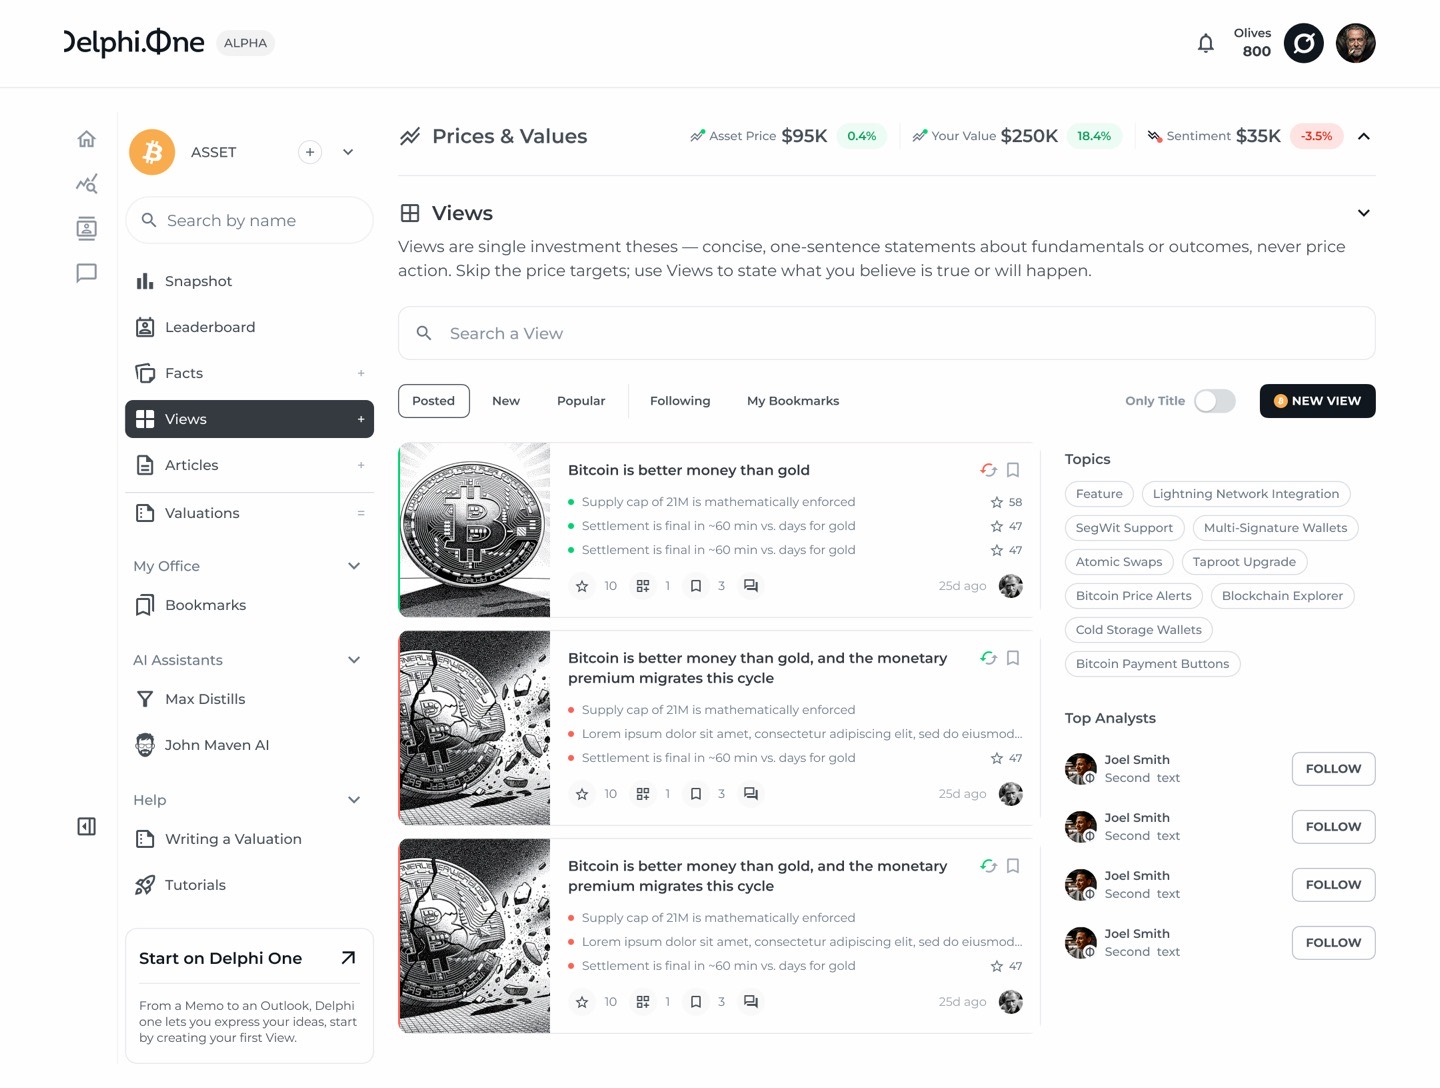 Delphi.One ALPHA
Olives
800
ASSET
Search by name
Snapshot
Leaderboard
Facts +
Views +
Articles +
Valuations =
My Office
Bookmarks
AI Assistants
Max Distills
John Maven AI
Help
Writing a Valuation
Tutorials
Start on Delphi One
From a Memo to an Outlook, Delphi
one lets you express your ideas, start
by creating your first View.
Prices & Values
Asset Price $95K 0.4%
Your Value $250K 18.4%
Sentiment $35K -3.5%
Views
Views are single investment theses — concise, one-sentence statements about fundamentals or outcomes, never price
action. Skip the price targets; use Views to state what you believe is true or will happen.
Search a View
Posted New Popular Following My Bookmarks
Only Title
NEW VIEW
Bitcoin is better money than gold
Supply cap of 21M is mathematically enforced 58
Settlement is final in ~60 min vs. days for gold 47
Settlement is final in ~60 min vs. days for gold 47
10 1 3 25d ago
Bitcoin is better money than gold, and the monetary
premium migrates this cycle
Supply cap of 21M is mathematically enforced
Lorem ipsum dolor sit amet, consectetur adipiscing elit, sed do eiusmod...
Settlement is final in ~60 min vs. days for gold 47
10 1 3 25d ago
Bitcoin is better money than gold, and the monetary
premium migrates this cycle
Supply cap of 21M is mathematically enforced
Lorem ipsum dolor sit amet, consectetur adipiscing elit, sed do eiusmod...
Settlement is final in ~60 min vs. days for gold 47
10 1 3 25d ago
Topics
Feature Lightning Network Integration
SegWit Support Multi-Signature Wallets
Atomic Swaps Taproot Upgrade
Bitcoin Price Alerts Blockchain Explorer
Cold Storage Wallets
Bitcoin Payment Buttons
Top Analysts
Joel Smith
Second text
FOLLOW
Joel Smith
Second text
FOLLOW
Joel Smith
Second text
FOLLOW
Joel Smith
Second text
FOLLOW